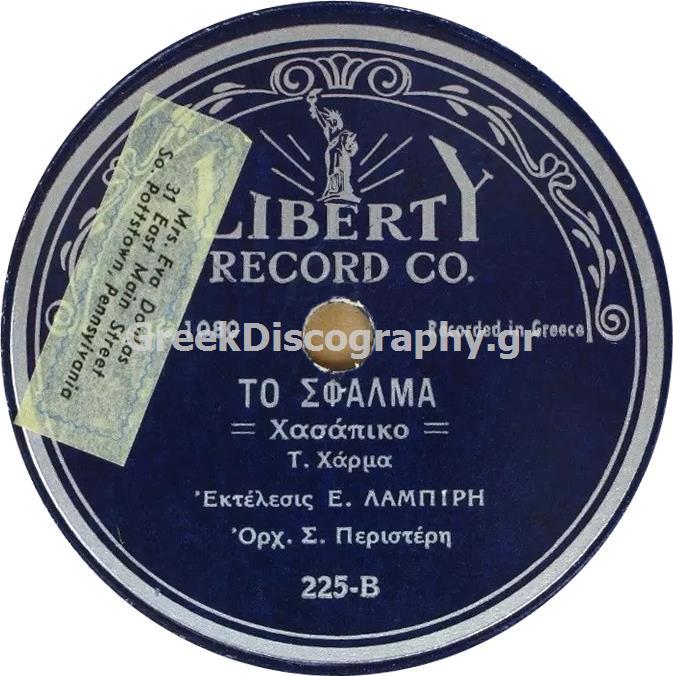 LIBERTY
RECORD CO.
Recorded in Greece
GreekDiscography.gr
ΤΟ ΣΦΑΛΜΑ
= Χασάπικο =
Τ. Χάρμα
Ἐκτέλεσις Ε. ΛΑΜΠΙΡΗ
Ὀρχ. Σ. Περιστέρη
225-Β
Mrs. Eva
31 East Main Street
So. Pottstown, Pennsylvania